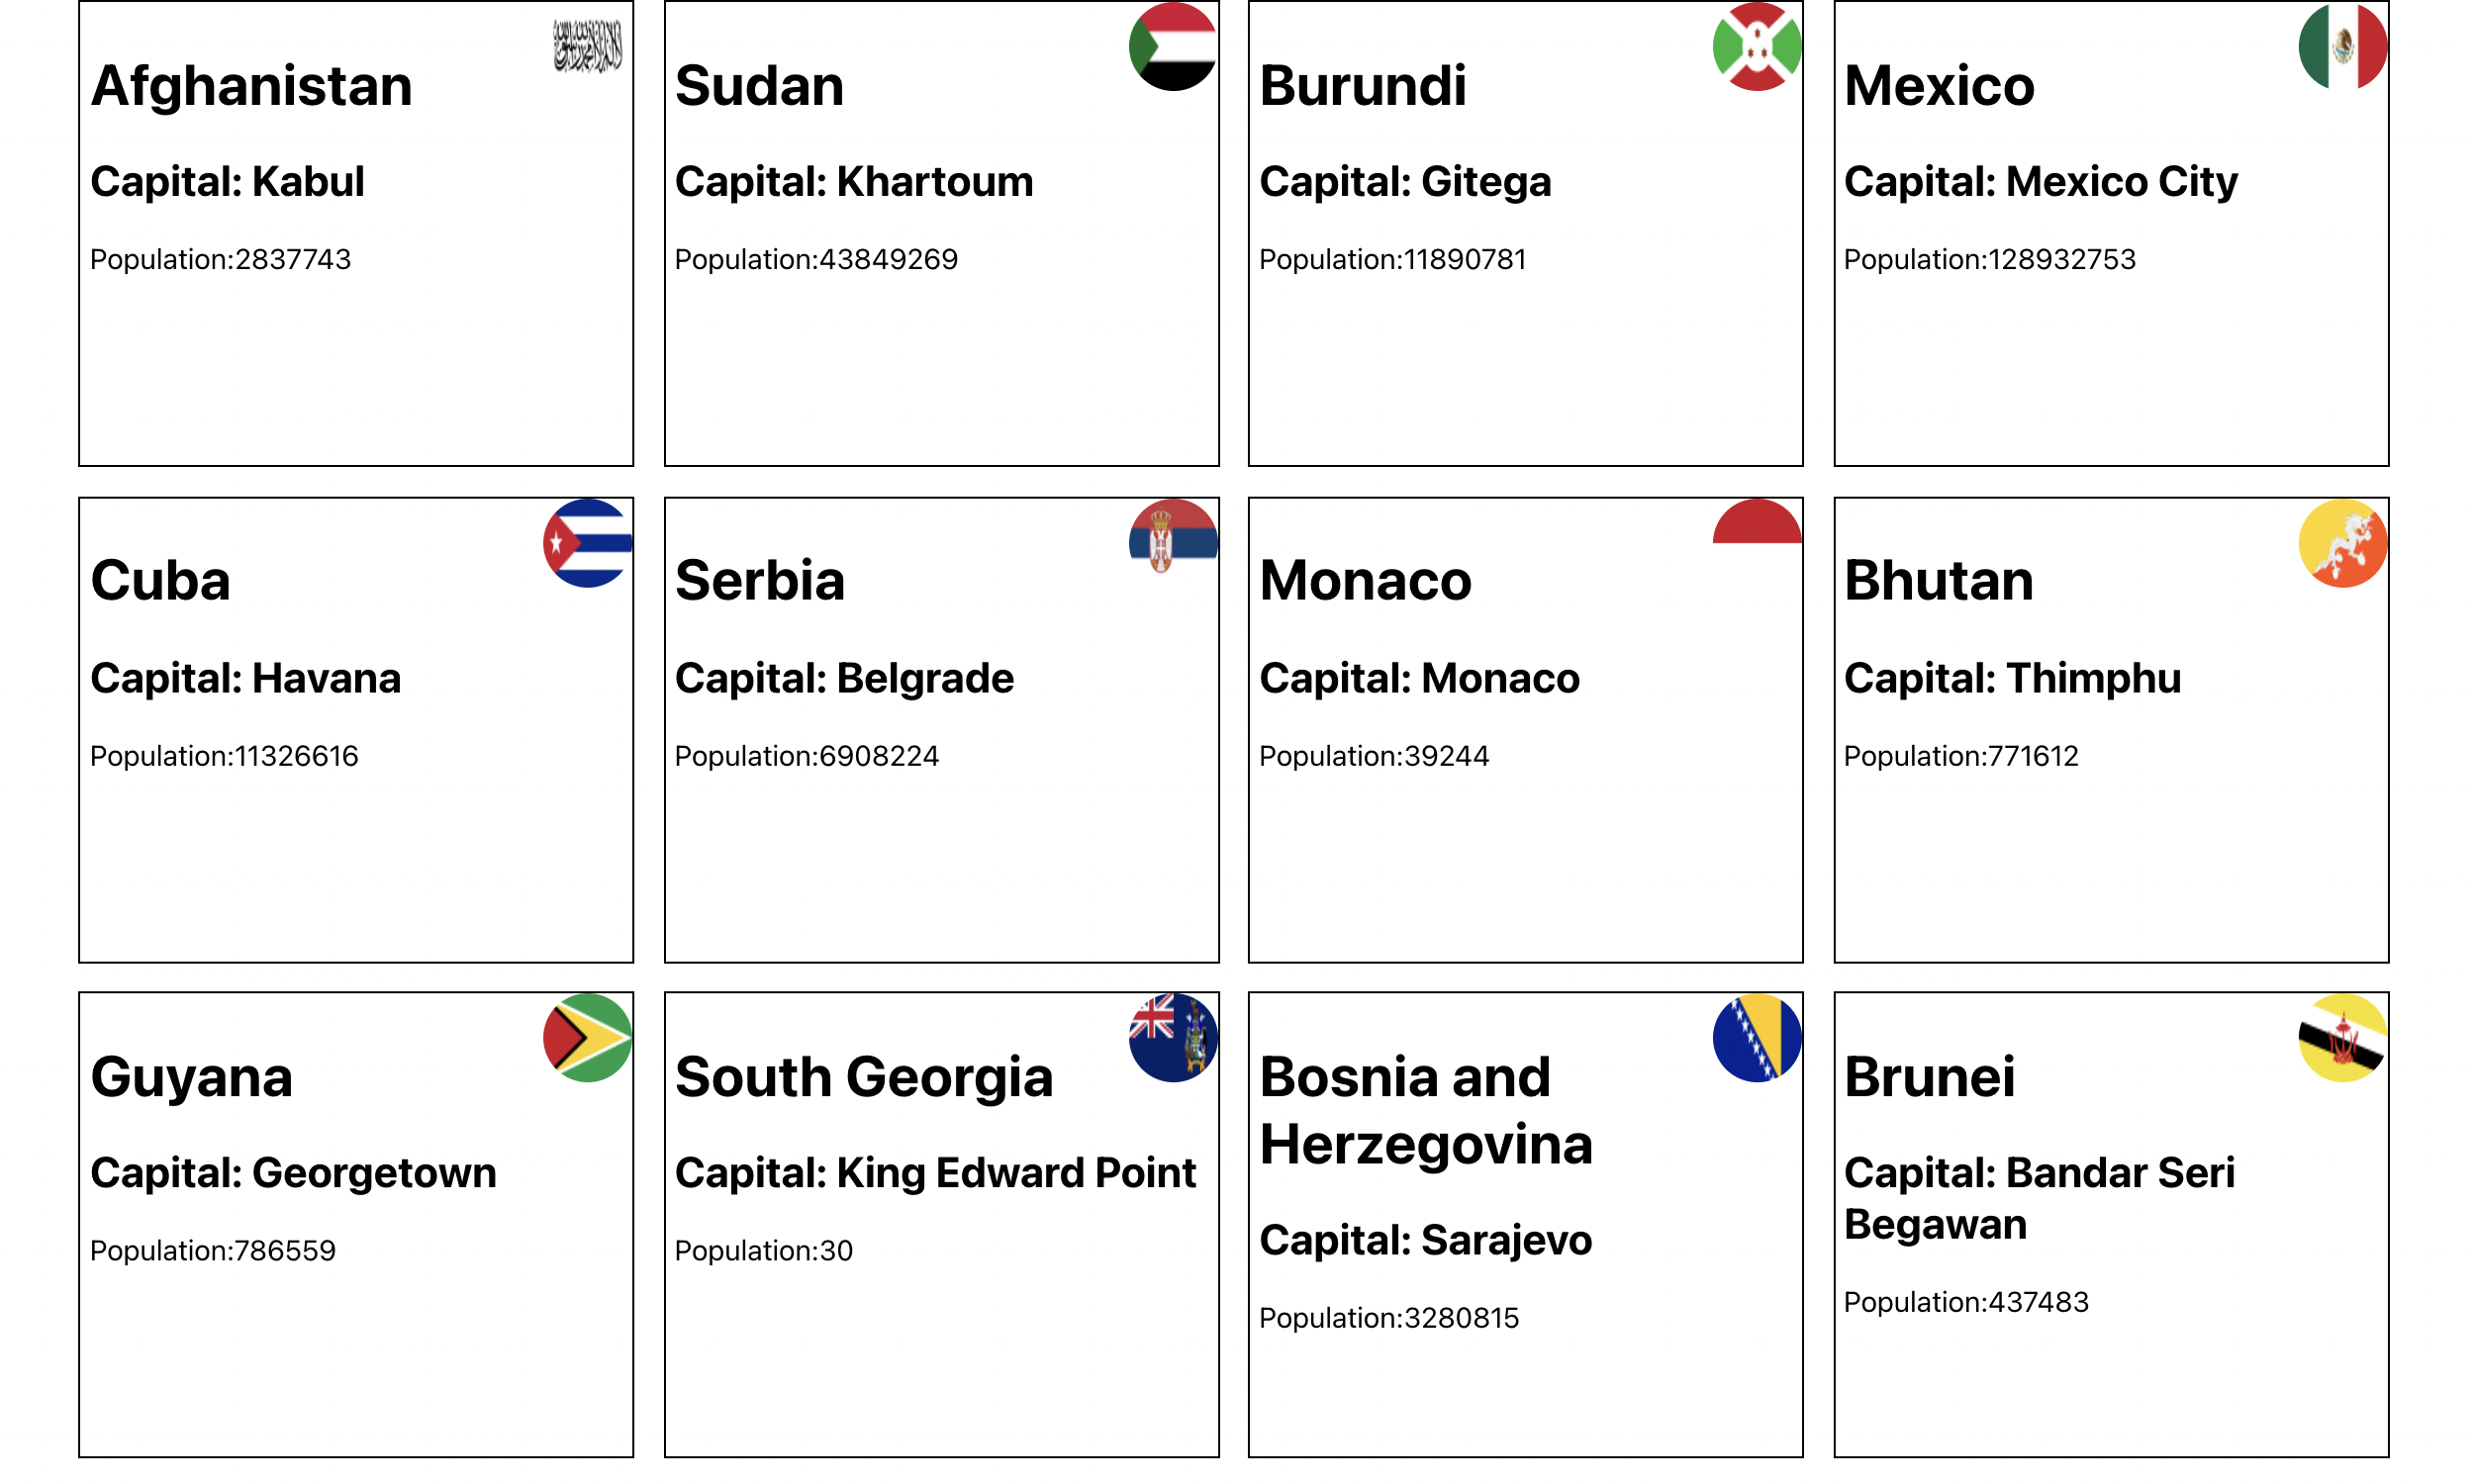 Afghanistan
Capital: Kabul
Population:2837743
Sudan
Capital: Khartoum
Population:43849269
Burundi
Capital: Gitega
Population:11890781
Mexico
Capital: Mexico City
Population:128932753
Cuba
Capital: Havana
Population:11326616
Serbia
Capital: Belgrade
Population:6908224
Monaco
Capital: Monaco
Population:39244
Bhutan
Capital: Thimphu
Population:771612
Guyana
Capital: Georgetown
Population:786559
South Georgia
Capital: King Edward Point
Population:30
Bosnia and
Herzegovina
Capital: Sarajevo
Population:3280815
Brunei
Capital: Bandar Seri
Begawan
Population:437483